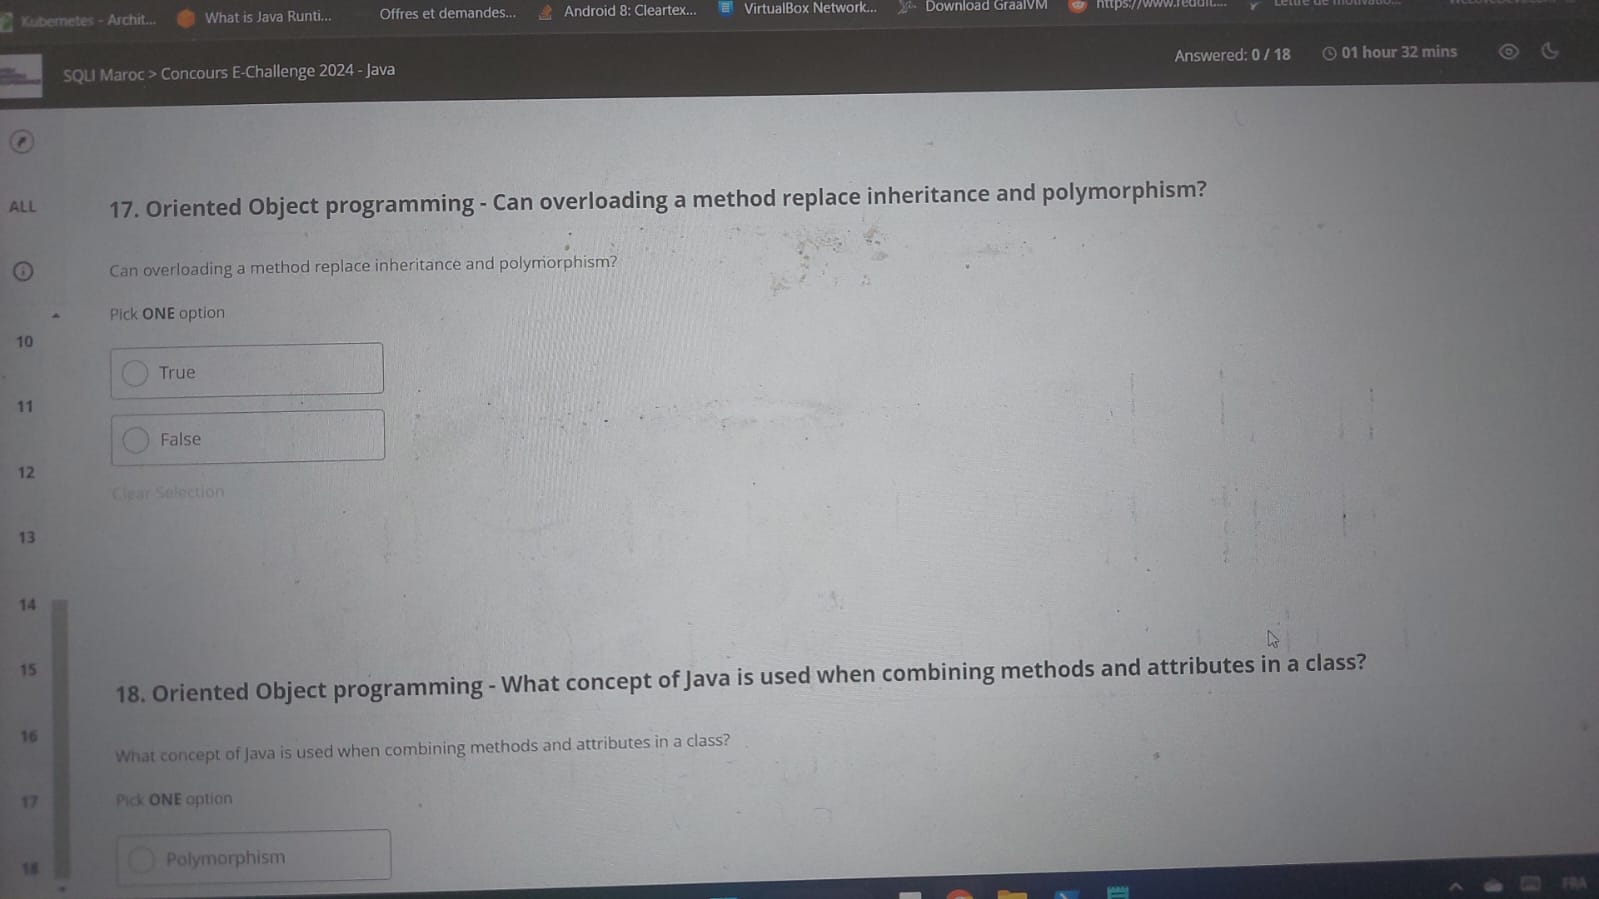 Kubernetes - Archit...
What is Java Runti...
Offres et demandes...
Android 8: Cleartex...
VirtualBox Network...
Download GraalVM
https://www.reddit....
SQLI Maroc > Concours E-Challenge 2024 - Java
Answered: 0 / 18
01 hour 32 mins
ALL
17. Oriented Object programming - Can overloading a method replace inheritance and polymorphism?
Can overloading a method replace inheritance and polymorphism?
Pick ONE option
10
True
11
False
12
Clear Selection
13
14
15
18. Oriented Object programming - What concept of Java is used when combining methods and attributes in a class?
16
What concept of Java is used when combining methods and attributes in a class?
17
Pick ONE option
18
Polymorphism
FRA